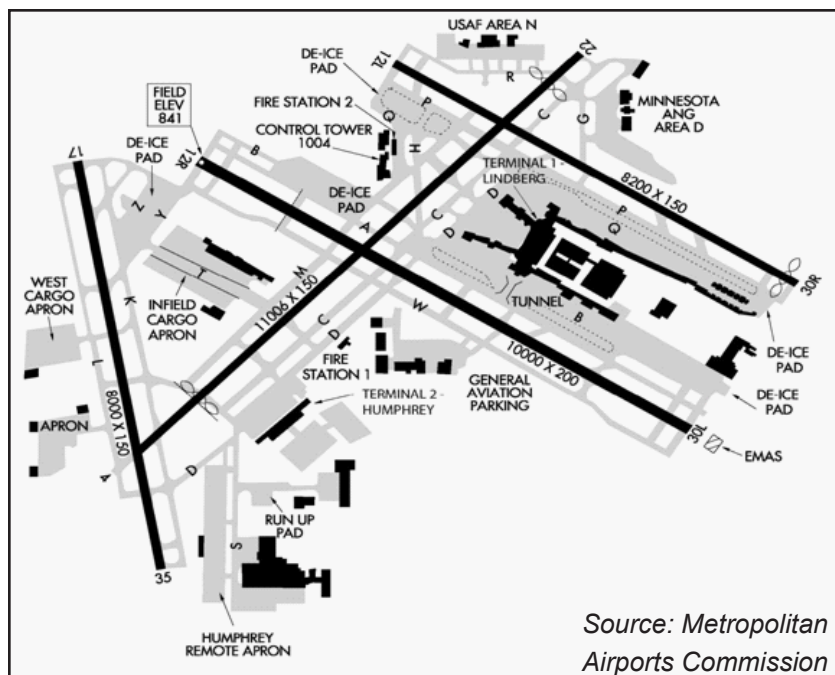 USAF AREA N
22
12L
DE-ICE
PAD
R
P
C
G
MINNESOTA
ANG
AREA D
FIELD
ELEV
841
FIRE STATION 2
CONTROL TOWER
1004
Q
H
17
DE-ICE
PAD
12R
B
DE-ICE
PAD
TERMINAL 1 -
LINDBERG
8200 X 150
D
C
D
P
Q
Z
Y
A
WEST
CARGO
APRON
T
INFIELD
CARGO
APRON
W
11006 X 150
K
L
W
TUNNEL
B
30R
10000 X 200
DE-ICE
PAD
C
D
FIRE
STATION 1
GENERAL
AVIATION
PARKING
DE-ICE
PAD
8000 X 150
TERMINAL 2 -
HUMPHREY
APRON
30L
EMAS
4
D
RUN UP
PAD
S
35
HUMPHREY
REMOTE APRON
Source: Metropolitan
Airports Commission